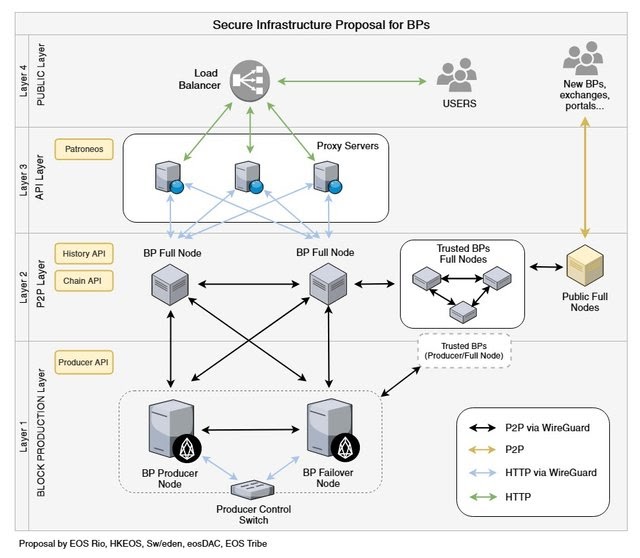 Secure Infrastructure Proposal for BPs
Layer 4
PUBLIC Layer
Load
Balancer
USERS
New BPs,
exchanges,
portals...
Layer 3
API Layer
Patroneos
Proxy Servers
Layer 2
P2P Layer
History API
Chain API
BP Full Node
BP Full Node
Trusted BPs
Full Nodes
Public Full
Nodes
Trusted BPs
(Producer/Full Node)
Layer 1
BLOCK PRODUCTION Layer
Producer API
BP Producer
Node
BP Failover
Node
Producer Control
Switch
P2P via WireGuard
P2P
HTTP via WireGuard
HTTP
Proposal by EOS Rio, HKEOS, Sw/eden, eosDAC, EOS Tribe